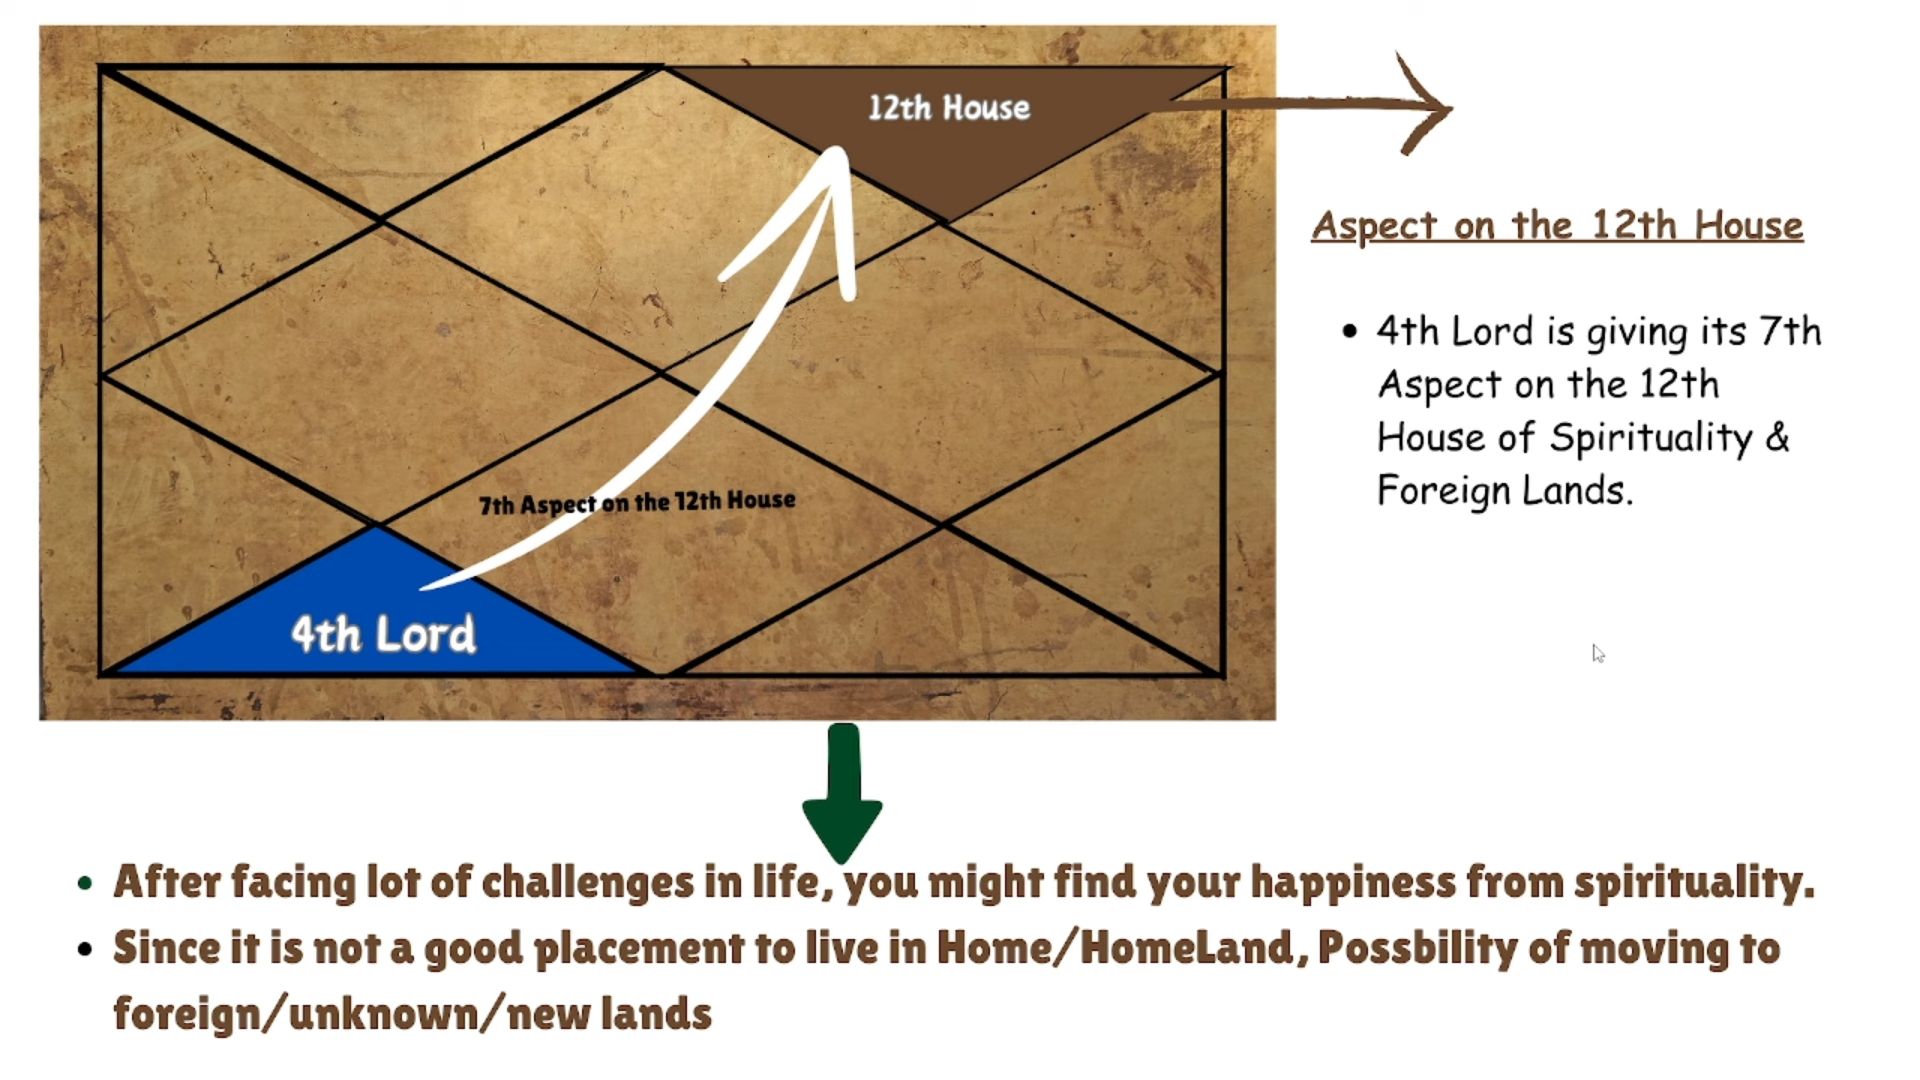 12th House
Aspect on the 12th House
• 4th Lord is giving its 7th
Aspect on the 12th
House of Spirituality &
Foreign Lands.
7th Aspect on the 12th House
4th Lord
• After facing lot of challenges in life, you might find your happiness from spirituality.
• Since it is not a good placement to live in Home/HomeLand, Possbility of moving to
foreign/unknown/new lands